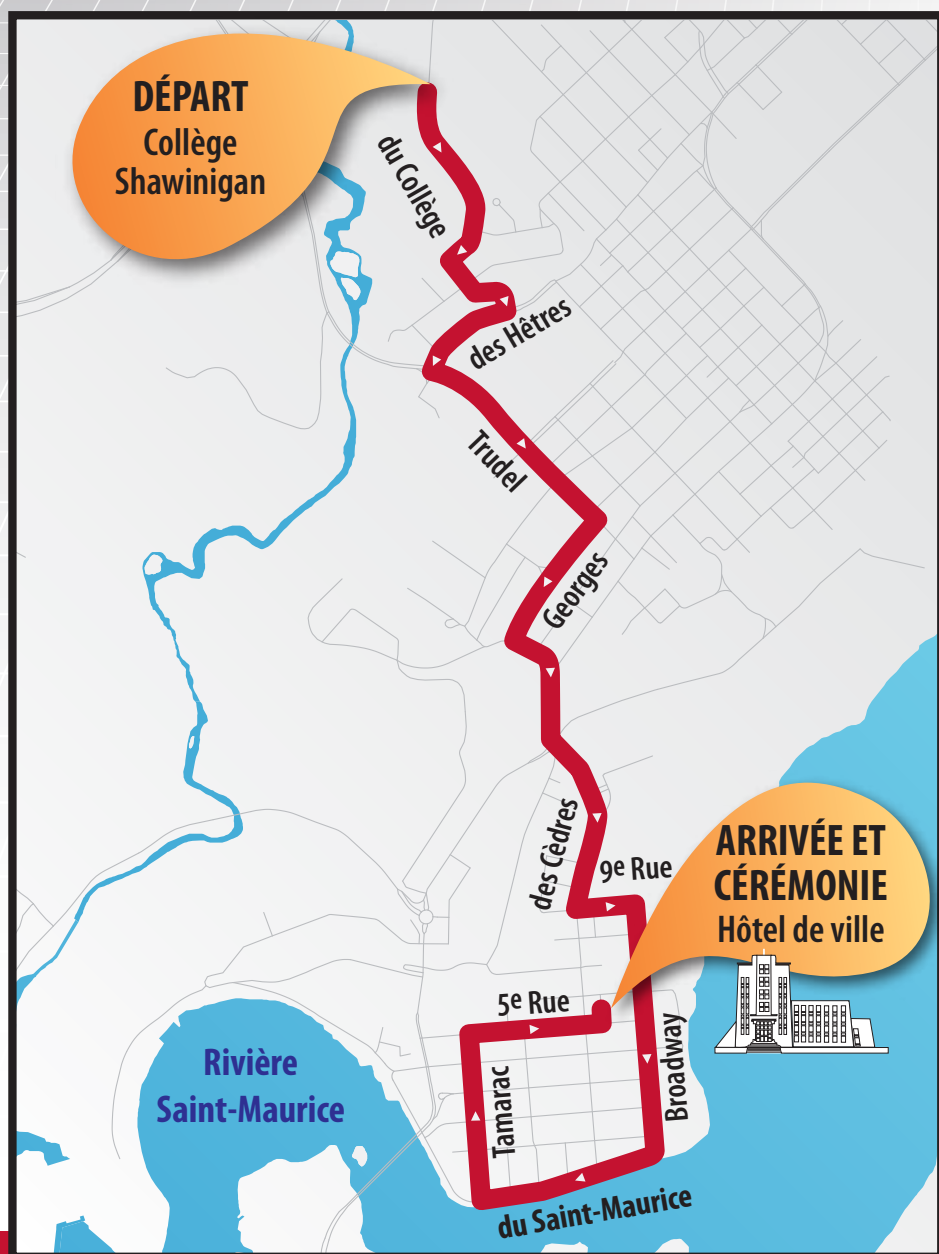 DÉPART
Collège
Shawinigan
du Collège
des Hêtres
Trudel
Georges
des Cèdres
9e Rue
ARRIVÉE ET
CÉRÉMONIE
Hôtel de ville
5e Rue
Broadway
Tamarac
Rivière
Saint-Maurice
du Saint-Maurice